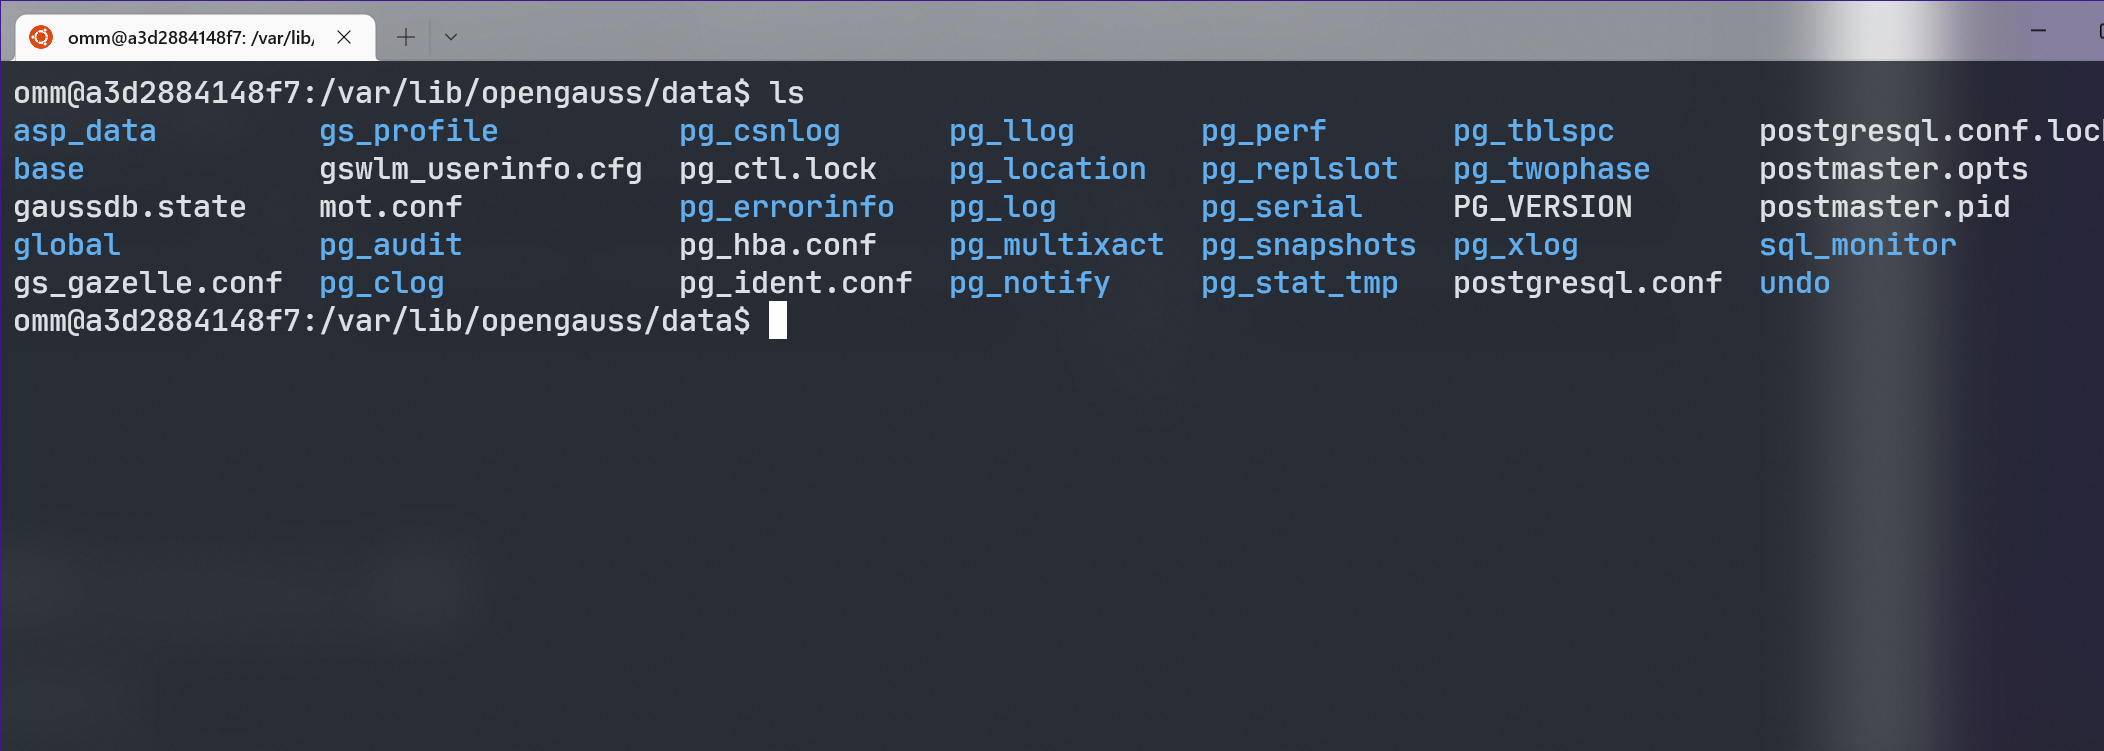 omm@a3d2884148f7: /var/lib/
omm@a3d2884148f7:/var/lib/opengauss/data$ ls
asp_data gs_profile pg_csnlog pg_llog pg_perf pg_tblspc postgresql.conf.loc
base gswlm_userinfo.cfg pg_ctl.lock pg_location pg_replslot pg_twophase postmaster.opts
gaussdb.state mot.conf pg_errorinfo pg_log pg_serial PG_VERSION postmaster.pid
global pg_audit pg_hba.conf pg_multixact pg_snapshots pg_xlog sql_monitor
gs_gazelle.conf pg_clog pg_ident.conf pg_notify pg_stat_tmp postgresql.conf undo
omm@a3d2884148f7:/var/lib/opengauss/data$